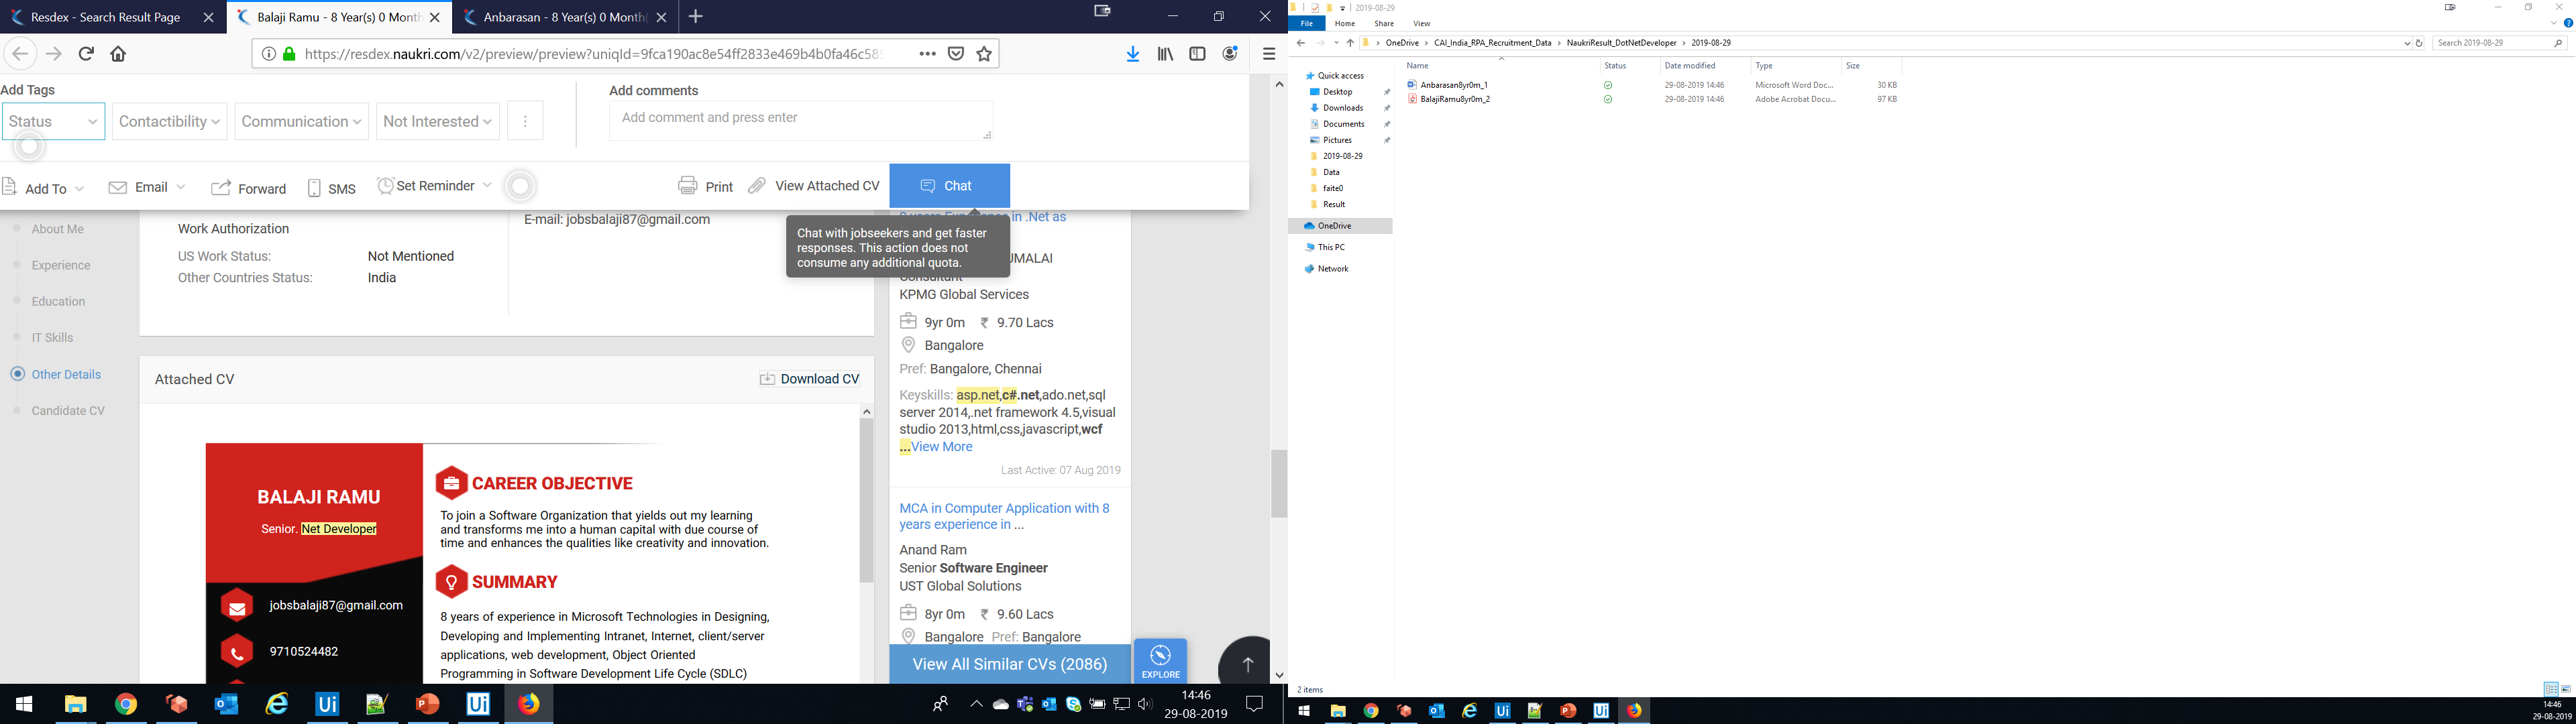 Resdex - Search Result Page
Balaji Ramu - 8 Year(s) 0 Month
Anbarasan - 8 Year(s) 0 Month(
https://resdex.naukri.com/v2/preview/preview?uniqId=9fca190ac8e54ff2833e469b4b0fa46c58
Add Tags
Status
Contactibility
Communication
Not Interested
Add comments
Add comment and press enter
Add To
Email
Forward
SMS
Set Reminder
Print
View Attached CV
Chat
Chat with jobseekers and get faster
responses. This action does not
consume any additional quota.
About Me
Experience
Education
IT Skills
Other Details
Candidate CV
Work Authorization
US Work Status: Not Mentioned
Other Countries Status: India
E-mail: jobsbalaji87@gmail.com
Attached CV
Download CV
BALAJI RAMU
Senior. Net Developer
jobsbalaji87@gmail.com
9710524482
CAREER OBJECTIVE
To join a Software Organization that yields out my learning
and transforms me into a human capital with due course of
time and enhances the qualities like creativity and innovation.
SUMMARY
8 years of experience in Microsoft Technologies in Designing,
Developing and Implementing Intranet, Internet, client/server
applications, web development, Object Oriented
Programming in Software Development Life Cycle (SDLC)
in .Net as
UMALAI
KPMG Global Services
9yr 0m ₹ 9.70 Lacs
Bangalore
Pref: Bangalore, Chennai
Keyskills: asp.net,c#.net,ado.net,sql
server 2014,.net framework 4.5,visual
studio 2013,html,css,javascript,wcf
...View More
Last Active: 07 Aug 2019
MCA in Computer Application with 8
years experience in ...
Anand Ram
Senior Software Engineer
UST Global Solutions
8yr 0m ₹ 9.60 Lacs
Bangalore Pref: Bangalore
View All Similar CVs (2086)
EXPLORE
14:46
29-08-2019
2019-08-29
File Home Share View
OneDrive › CAI_India_RPA_Recruitment_Data › NaukriResult_DotNetDeveloper › 2019-08-29
Search 2019-08-29
Quick access
Desktop
Downloads
Documents
Pictures
2019-08-29
Data
faite0
Result
OneDrive
This PC
Network
Name Status Date modified Type Size
Anbarasan8yr0m_1 29-08-2019 14:46 Microsoft Word Doc... 30 KB
BalajiRamu8yr0m_2 29-08-2019 14:46 Adobe Acrobat Docu... 97 KB
2 items
14:46
29-08-2019